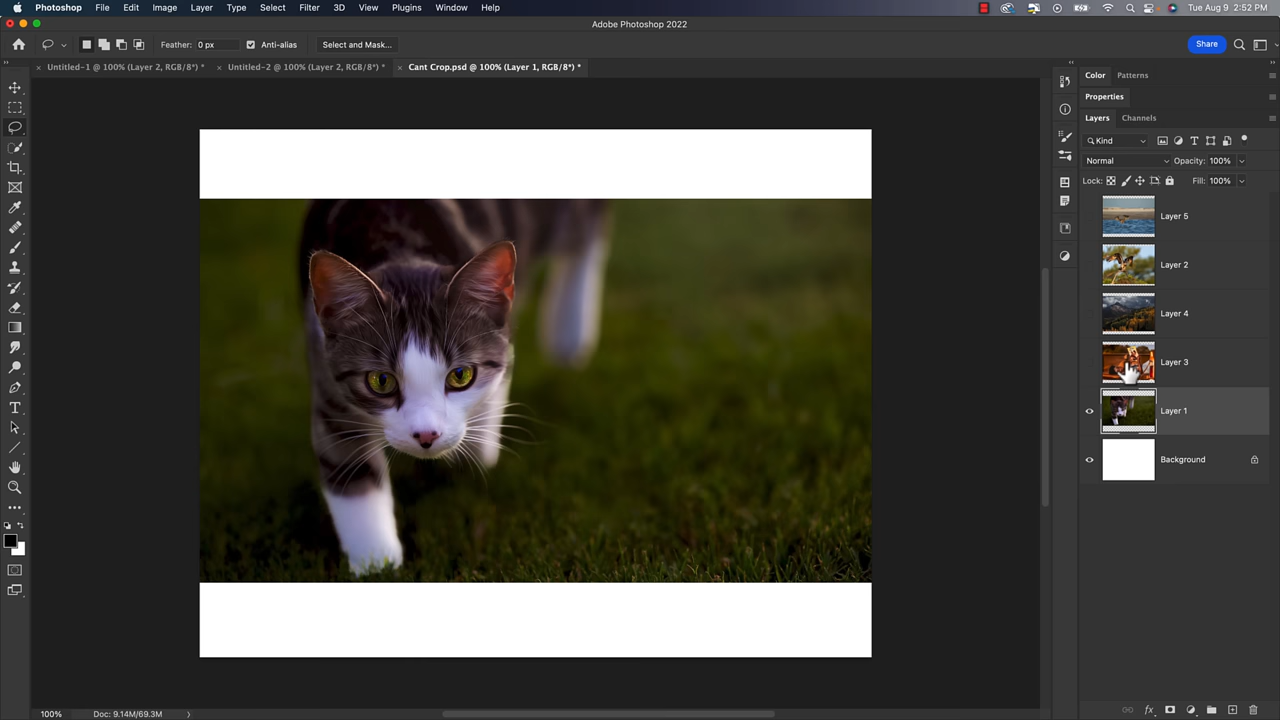 Photoshop File Edit Image Layer Type Select Filter 3D View Plugins Window Help Tue Aug 9 2:52 PM
Adobe Photoshop 2022
Feather: 0 px Anti-alias Select and Mask... Share
× Untitled-1 @ 100% (Layer 2, RGB/8*) * × Untitled-2 @ 100% (Layer 2, RGB/8*) * × Cant Crop.psd @ 100% (Layer 1, RGB/8*) *
Color Patterns
Properties
Layers Channels
Kind
Normal Opacity: 100%
Lock: Fill: 100%
Layer 5
Layer 2
Layer 4
Layer 3
Layer 1
Background
100% Doc: 9.14M/69.3M